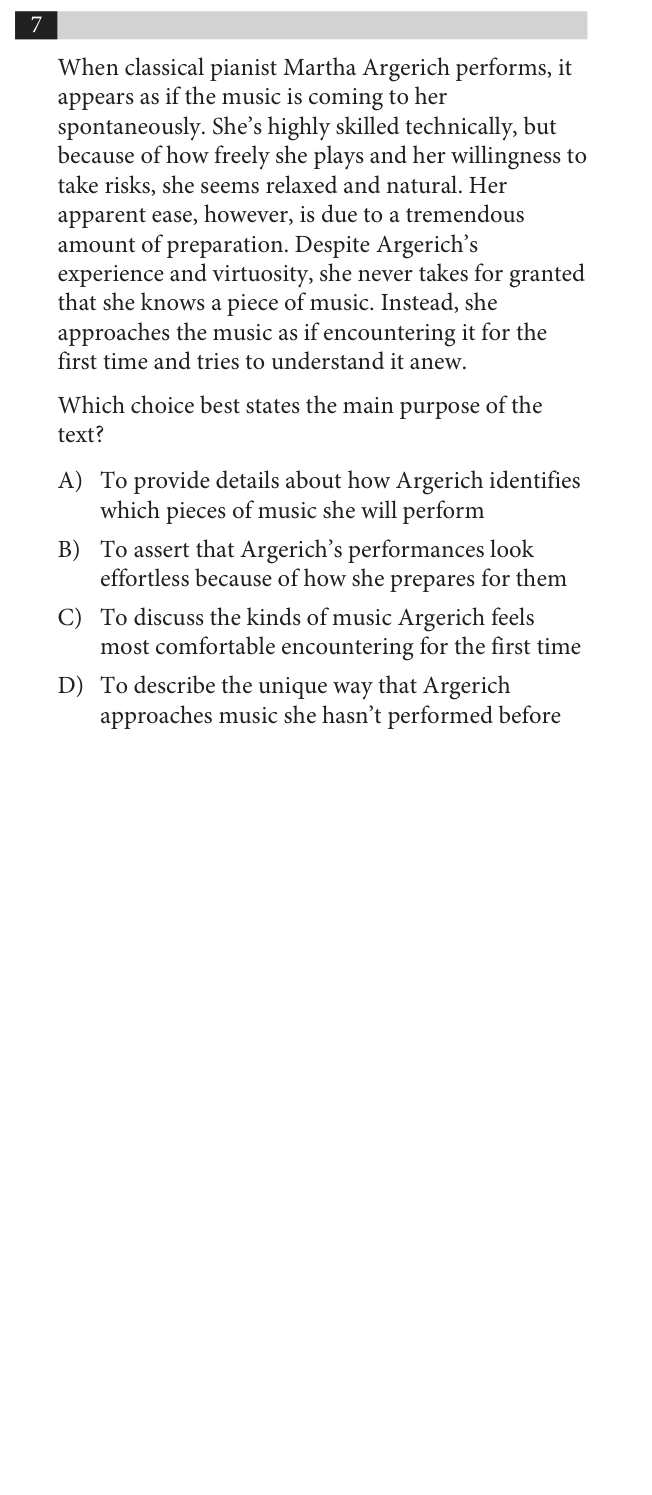 7
When classical pianist Martha Argerich performs, it
appears as if the music is coming to her
spontaneously. She’s highly skilled technically, but
because of how freely she plays and her willingness to
take risks, she seems relaxed and natural. Her
apparent ease, however, is due to a tremendous
amount of preparation. Despite Argerich’s
experience and virtuosity, she never takes for granted
that she knows a piece of music. Instead, she
approaches the music as if encountering it for the
first time and tries to understand it anew.
Which choice best states the main purpose of the
text?
A) To provide details about how Argerich identifies
which pieces of music she will perform
B) To assert that Argerich’s performances look
effortless because of how she prepares for them
C) To discuss the kinds of music Argerich feels
most comfortable encountering for the first time
D) To describe the unique way that Argerich
approaches music she hasn’t performed before